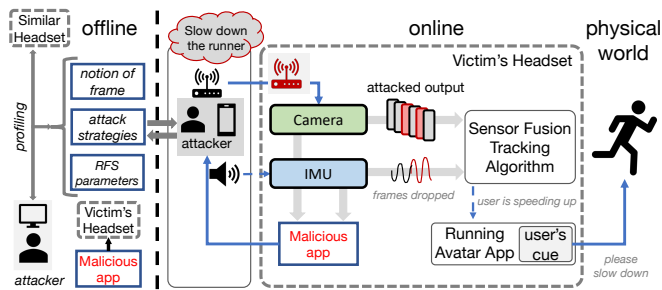 Similar
Headset
offline
Slow down
the runner
online
physical
world
Victim's Headset
notion of
frame
attack
strategies
RFS
parameters
profiling
attacker
Victim's
Headset
Malicious
app
attacker
attacked output
Camera
IMU
frames dropped
Malicious
app
Sensor Fusion
Tracking
Algorithm
user is speeding up
Running
Avatar App
user's
cue
please
slow down